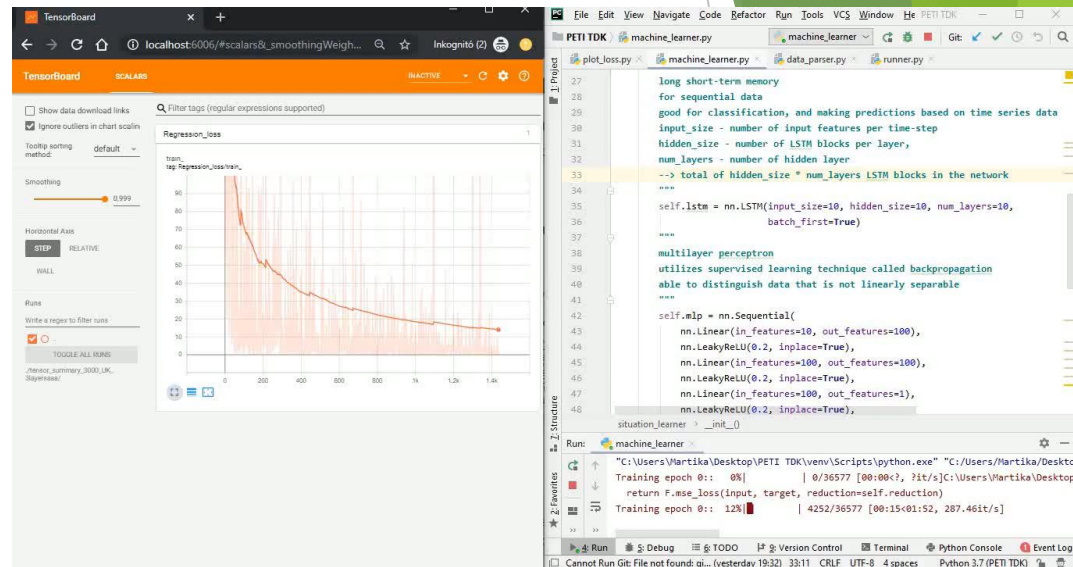 TensorBoard
localhost:6006/#scalars&_smoothingWeigh...
Inkognitó (2)
TensorBoard
SCALARS
INACTIVE
Show data download links
Ignore outliers in chart scalin
Tooltip sorting
method:
default
Smoothing
0,999
Horizontal Axis
STEP
RELATIVE
WALL
Runs
Write a regex to filter runs
TOGGLE ALL RUNS
./tensor_summary_3000_UK_
3layersaaa/
Filter tags (regular expressions supported)
Regression_loss
1
train_
tag: Regression_loss/train_
90
80
70
60
50
40
30
20
10
0
0
200
400
600
800
1k
1,2k
1,4k
File Edit View Navigate Code Refactor Run Tools VCS Window He PETI TDK
PETI TDK
machine_learner.py
machine_learner
Git:
plot_loss.py
machine_learner.py
data_parser.py
runner.py
1: Project
27 long short-term memory
28 for sequential data
29 good for classification, and making predictions based on time series data
30 input_size - number of input features per time-step
31 hidden_size - number of LSTM blocks per layer,
32 num_layers - number of hidden layer
33 --> total of hidden_size * num_layers LSTM blocks in the network
34 """
35 self.lstm = nn.LSTM(input_size=10, hidden_size=10, num_layers=10,
36 batch_first=True)
37 """
38 multilayer perceptron
39 utilizes supervised learning technique called backpropagation
40 able to distinguish data that is not linearly separable
41 """
42 self.mlp = nn.Sequential(
43 nn.Linear(in_features=10, out_features=100),
44 nn.LeakyReLU(0.2, inplace=True),
45 nn.Linear(in_features=100, out_features=100),
46 nn.LeakyReLU(0.2, inplace=True),
47 nn.Linear(in_features=100, out_features=1),
48 nn.LeakyReLU(0.2, inplace=True),
situation_learner
__init__()
Z: Structure
2: Favorites
Run:
machine_learner
"C:\Users\Martika\Desktop\PETI TDK\venv\Scripts\python.exe" "C:/Users/Martika/Deskto
Training epoch 0:: 0%| | 0/36577 [00:00<?, ?it/s]C:\Users\Martika\Desktop
return F.mse_loss(input, target, reduction=self.reduction)
Training epoch 0:: 12%| | 4252/36577 [00:15<01:52, 287.46it/s]
4: Run
5: Debug
6: TODO
9: Version Control
Terminal
Python Console
Event Log
Cannot Run Git: File not found: gi... (yesterday 19:32)
33:11 CRLF UTF-8 4 spaces Python 3.7 (PETI TDK)